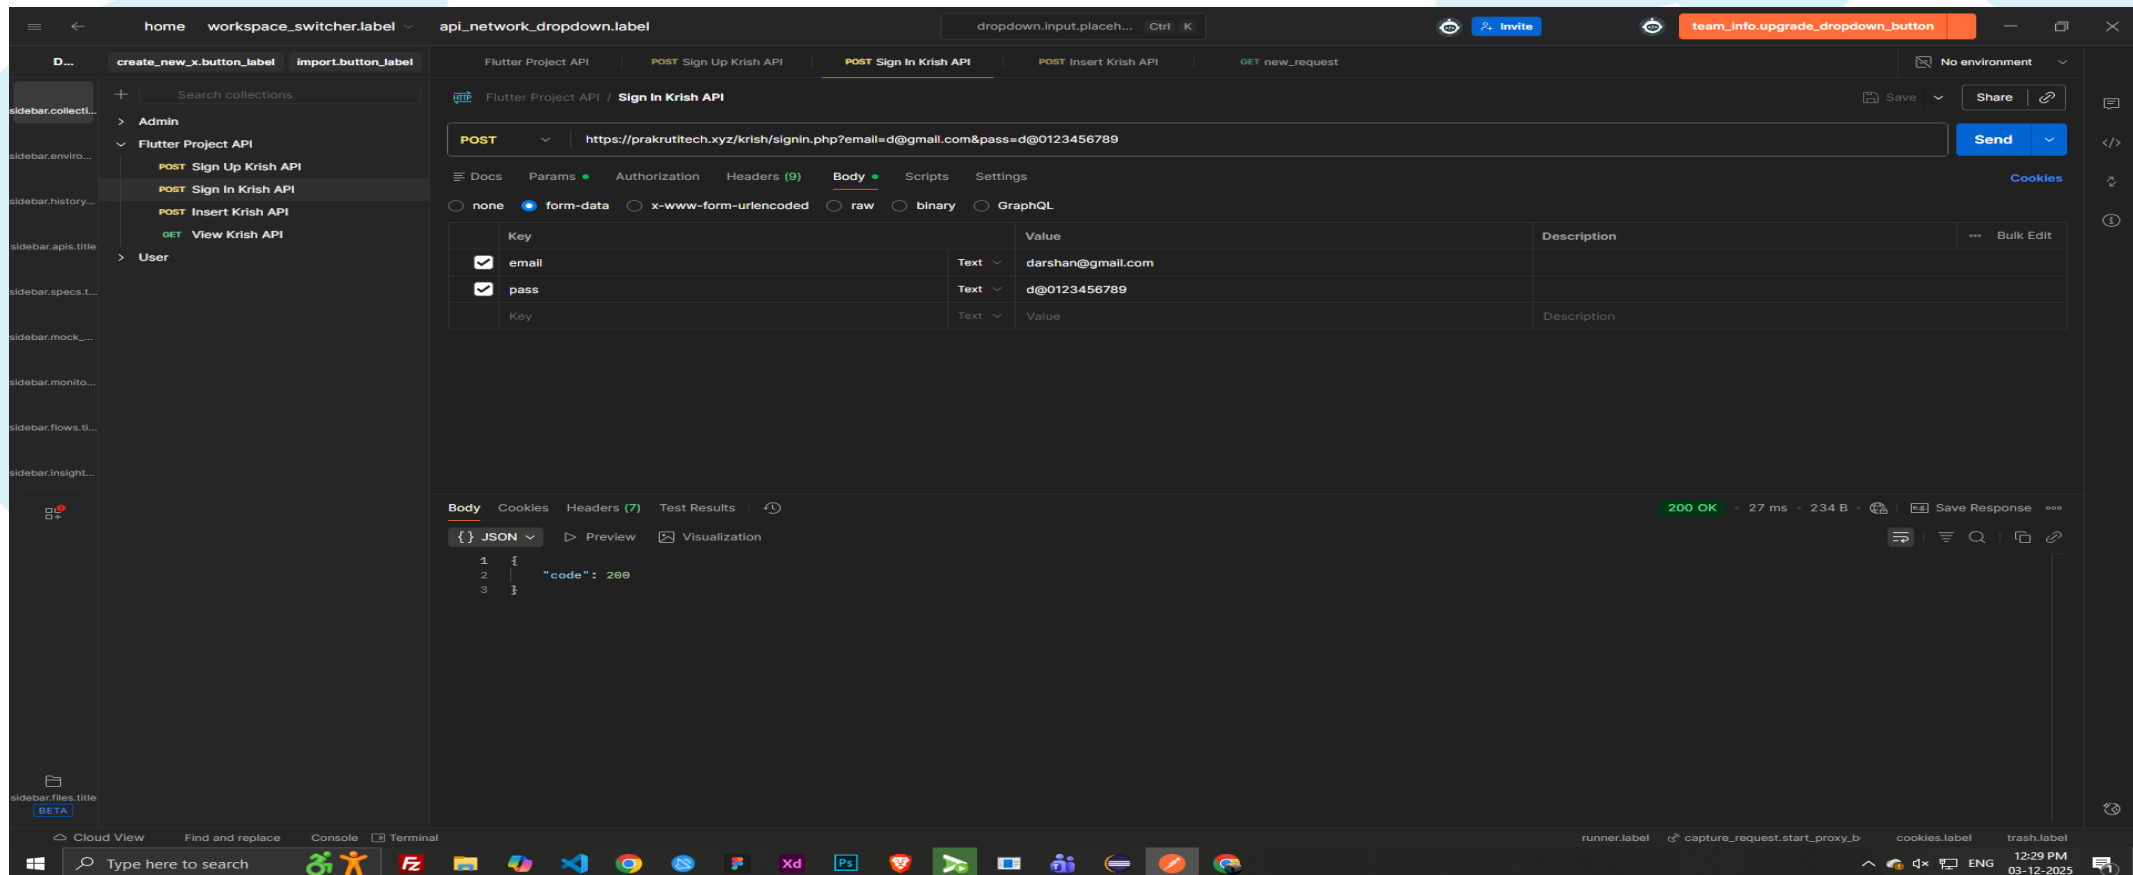 home workspace_switcher.label api_network_dropdown.label dropdown.input.placeh... Ctrl K Invite team_info.upgrade_dropdown_button
D... create_new_x.button_label import.button_label Flutter Project API POST Sign Up Krish API POST Sign In Krish API POST Insert Krish API GET new_request No environment
Search collections
HTTP Flutter Project API / Sign In Krish API Save Share
sidebar.collecti...
Admin
POST https://prakrutitech.xyz/krish/signin.php?email=d@gmail.com&pass=d@0123456789 Send
Flutter Project API
sidebar.enviro...
POST Sign Up Krish API
Docs Params Authorization Headers (9) Body Scripts Settings Cookies
POST Sign In Krish API
sidebar.history...
none form-data x-www-form-urlencoded raw binary GraphQL
POST Insert Krish API
GET View Krish API
Key Value Description Bulk Edit
sidebar.apis.title
User
email Text darshan@gmail.com
pass Text d@0123456789
sidebar.specs.t...
Key Text Value Description
sidebar.mock_...
sidebar.monito...
sidebar.flows.ti...
sidebar.insight...
Body Cookies Headers (7) Test Results 200 OK 27 ms 234 B e.g. Save Response
{} JSON Preview Visualization
1 {
2 "code": 200
3 }
sidebar.files.title
BETA
Cloud View Find and replace Console Terminal runner.label capture_request.start_proxy_b cookies.label trash.label
Type here to search Fz Xd Ps ENG 12:29 PM
03-12-2025 1